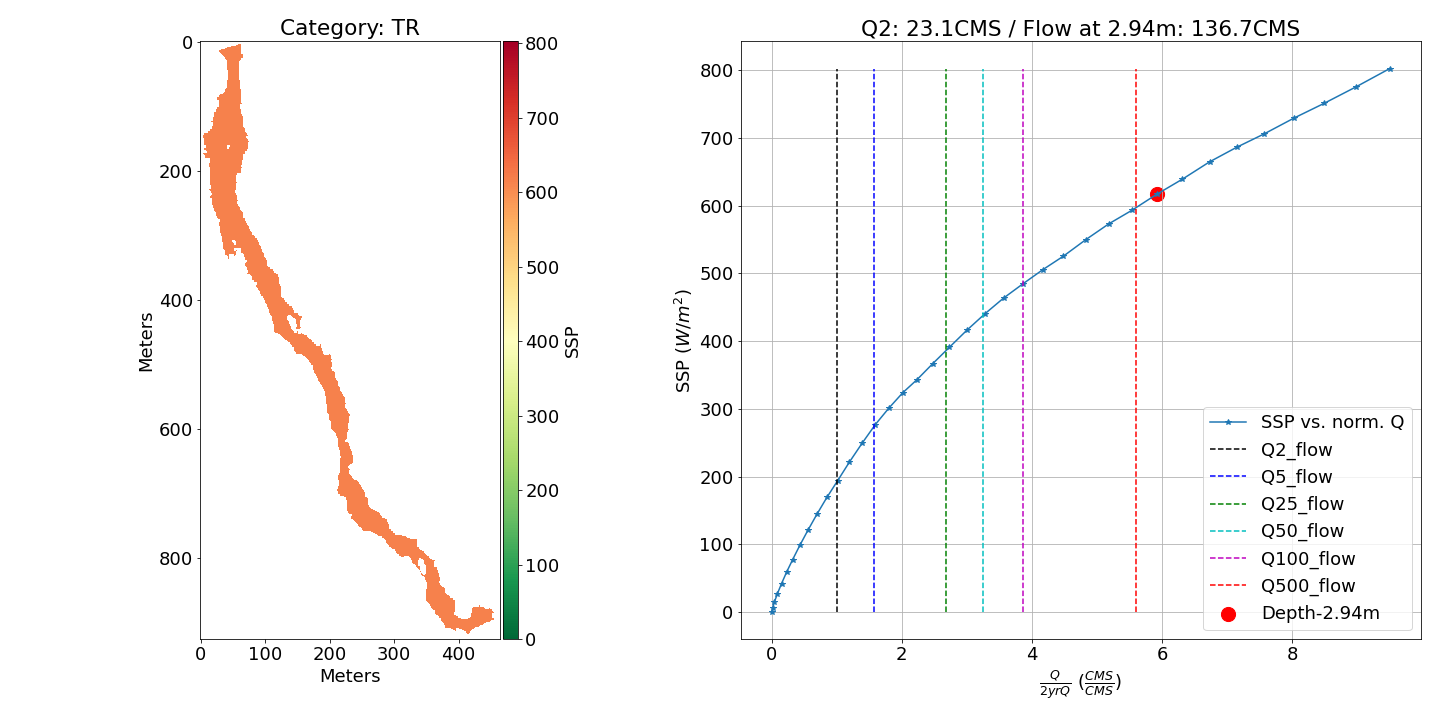 Category: TR
0
200
400
600
800
Meters
0
100
200
300
400
Meters
800
700
600
500
400
300
200
100
0
SSP
Q2: 23.1CMS / Flow at 2.94m: 136.7CMS
800
700
600
500
400
300
200
100
0
SSP (W/m²)
0
2
4
6
8
Q/2yrQ (CMS/CMS)
SSP vs. norm. Q
Q2_flow
Q5_flow
Q25_flow
Q50_flow
Q100_flow
Q500_flow
Depth-2.94m